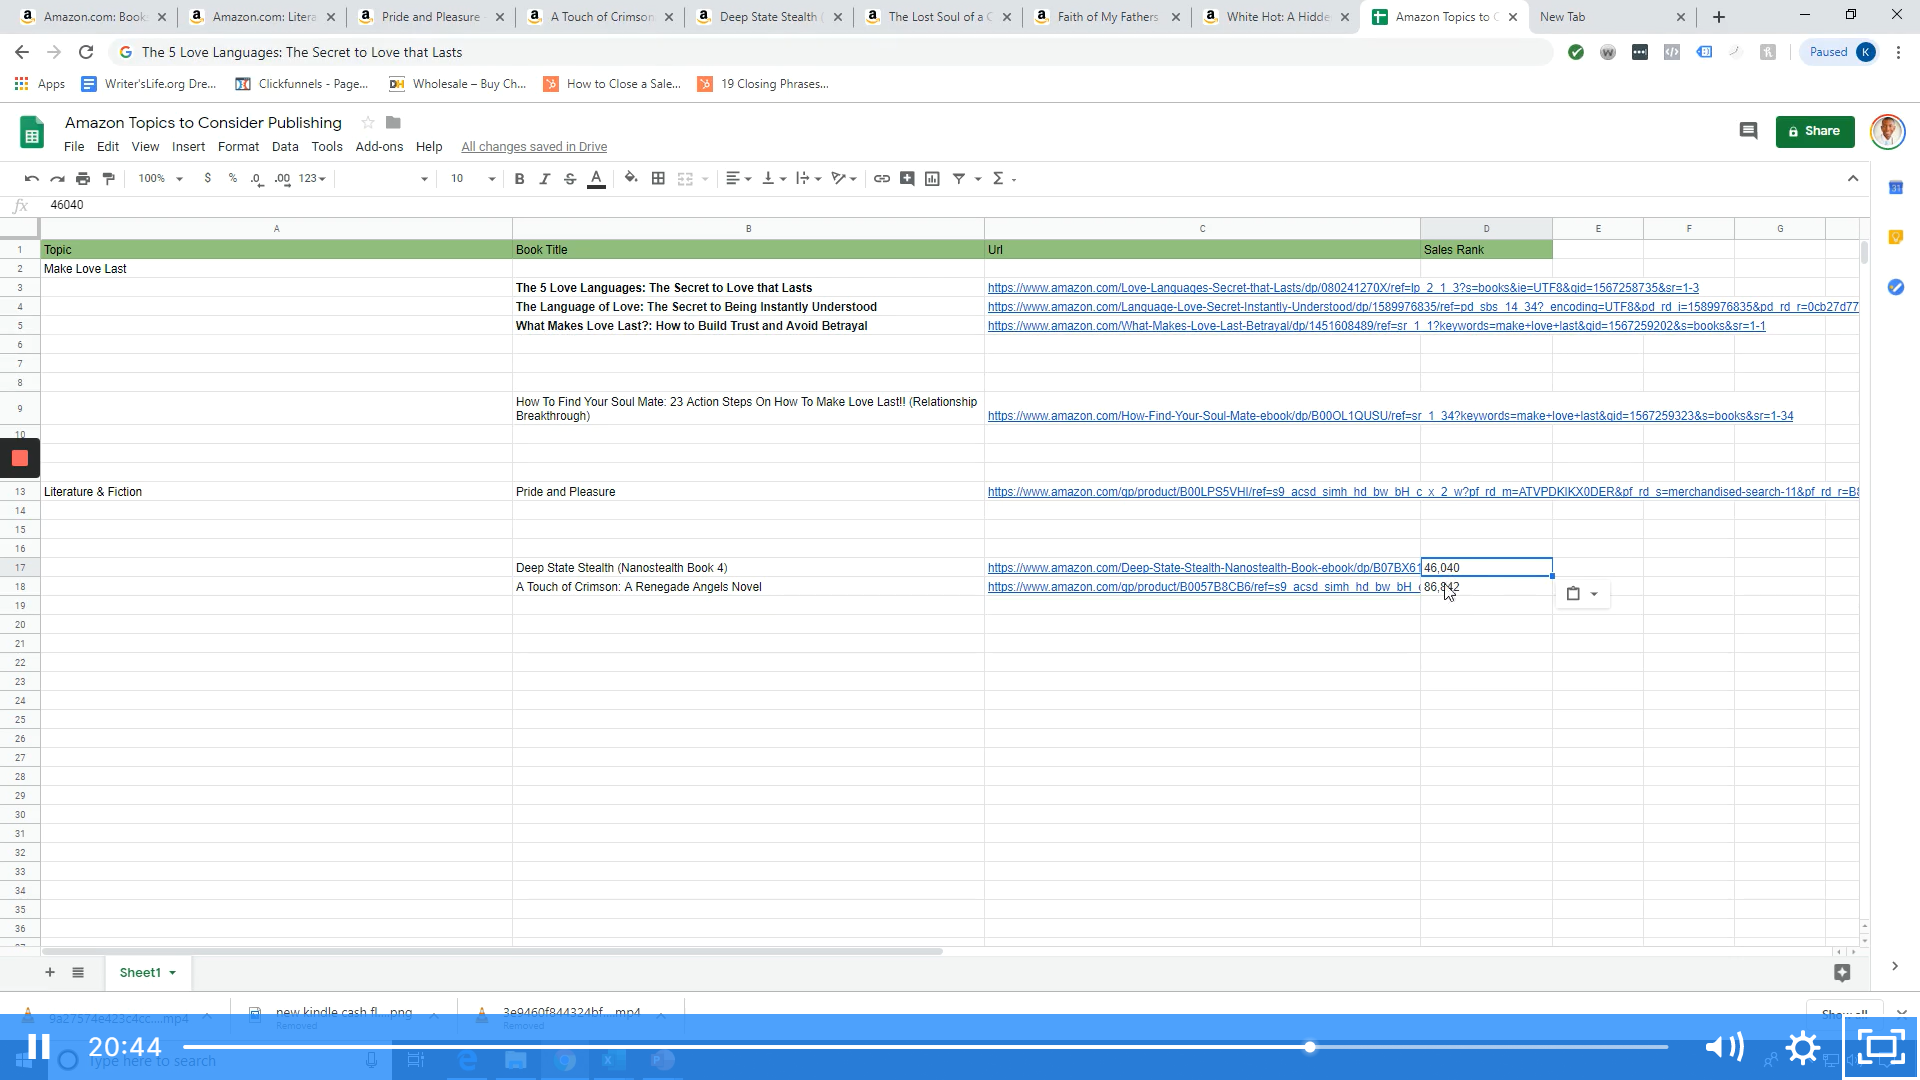 Amazon.com: Book
Amazon.com: Litera
Pride and Pleasure
A Touch of Crimson
Deep State Stealth (
The Lost Soul of a C
Faith of My Fathers
White Hot: A Hidde
Amazon Topics to C
New Tab
The 5 Love Languages: The Secret to Love that Lasts
Paused K
Apps
Writer'sLife.org Dre...
Clickfunnels - Page...
Wholesale – Buy Ch...
How to Close a Sale...
19 Closing Phrases...
Amazon Topics to Consider Publishing
Share
File Edit View Insert Format Data Tools Add-ons Help All changes saved in Drive
100% $ % .0 .00 123 10 B I S A Σ
fx 46040
A B C D E F G
1 Topic Book Title Url Sales Rank
2 Make Love Last
3 The 5 Love Languages: The Secret to Love that Lasts https://www.amazon.com/Love-Languages-Secret-that-Lasts/dp/080241270X/ref=lp_2_1_3?s=books&ie=UTF8&qid=1567258735&sr=1-3
4 The Language of Love: The Secret to Being Instantly Understood https://www.amazon.com/Language-Love-Secret-Instantly-Understood/dp/1589976835/ref=pd_sbs_14_34?_encoding=UTF8&pd_rd_i=1589976835&pd_rd_r=0cb27d77
5 What Makes Love Last?: How to Build Trust and Avoid Betrayal https://www.amazon.com/What-Makes-Love-Last-Betrayal/dp/1451608489/ref=sr_1_1?keywords=make+love+last&qid=1567259202&s=books&sr=1-1
6
7
8
How To Find Your Soul Mate: 23 Action Steps On How To Make Love Last!! (Relationship
9 Breakthrough) https://www.amazon.com/How-Find-Your-Soul-Mate-ebook/dp/B00OL1QUSU/ref=sr_1_34?keywords=make+love+last&qid=1567259323&s=books&sr=1-34
10
13 Literature & Fiction Pride and Pleasure https://www.amazon.com/gp/product/B00LPS5VHI/ref=s9_acsd_simh_hd_bw_bH_c_x_2_w?pf_rd_m=ATVPDKIKX0DER&pf_rd_s=merchandised-search-11&pf_rd_r=B8
14
15
16
17 Deep State Stealth (Nanostealth Book 4) https://www.amazon.com/Deep-State-Stealth-Nanostealth-Book-ebook/dp/B07BX61 46,040
18 A Touch of Crimson: A Renegade Angels Novel https://www.amazon.com/gp/product/B0057B8CB6/ref=s9_acsd_simh_hd_bw_bH_c 86,842
19
20
21
22
23
24
25
26
27
28
29
30
31
32
33
34
35
36
37
Sheet1
9a27574e423c4cc....mp4
new kindle cash fl....png
Removed
3e9460f844324bf....mp4
Removed
Show all
20:44
Type here to search